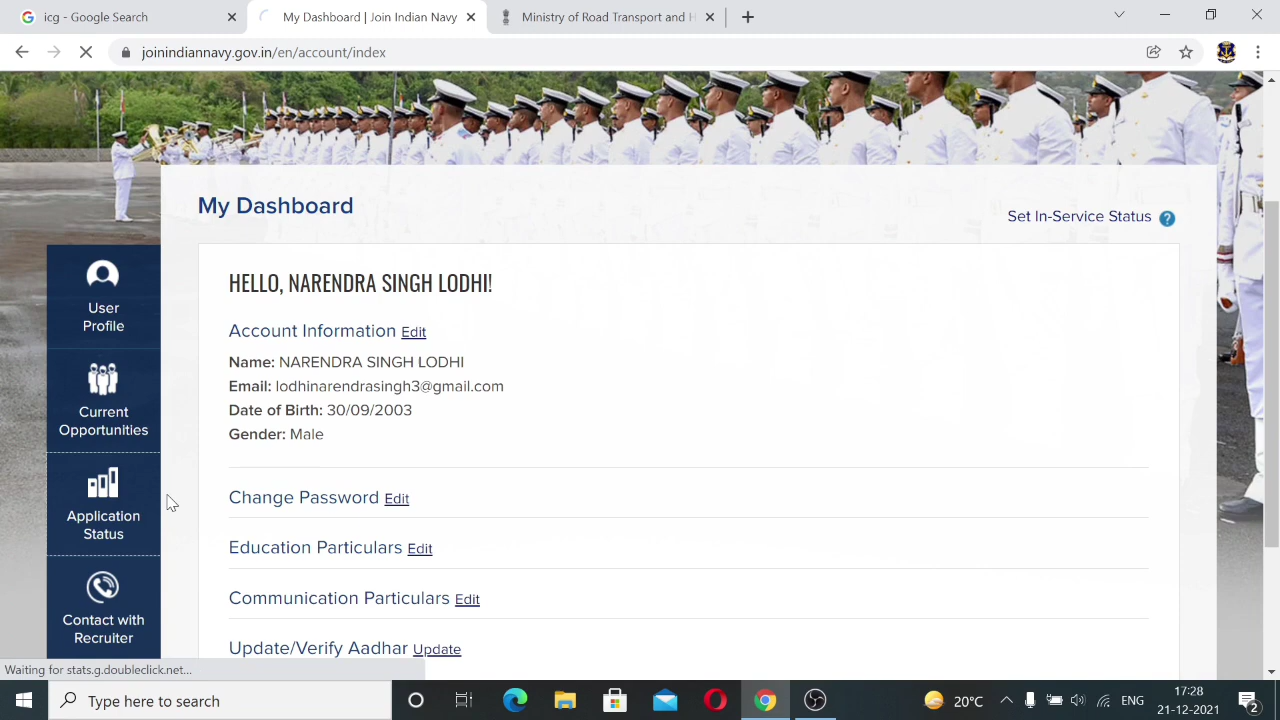 icg - Google Search
My Dashboard | Join Indian Navy
Ministry of Road Transport and H
joinindiannavy.gov.in/en/account/index
My Dashboard
Set In-Service Status ?
User
Profile
Current
Opportunities
Application
Status
Contact with
Recruiter
HELLO, NARENDRA SINGH LODHI!
Account Information Edit
Name: NARENDRA SINGH LODHI
Email: lodhinarendrasingh3@gmail.com
Date of Birth: 30/09/2003
Gender: Male
Change Password Edit
Education Particulars Edit
Communication Particulars Edit
Update/Verify Aadhar Update
Waiting for stats.g.doubleclick.net...
Type here to search
20°C
ENG
17:28
21-12-2021
2